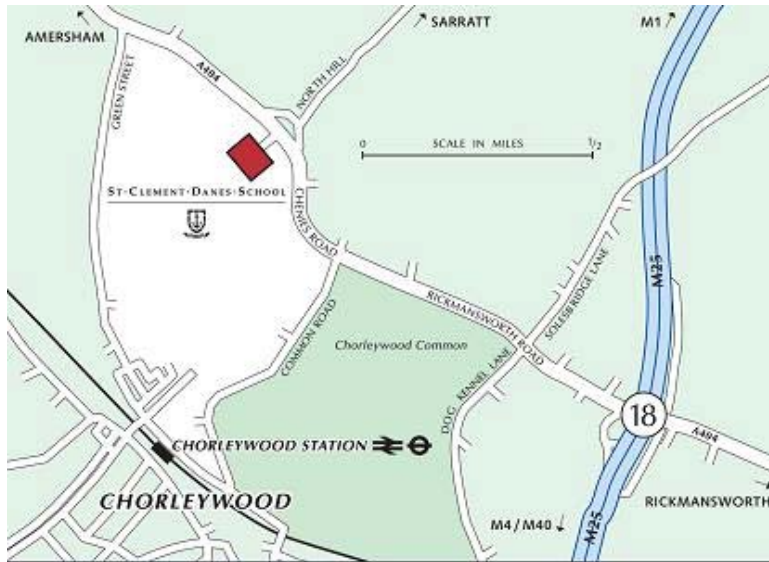 AMERSHAM
SARRATT
M1
A404
GREEN STREET
NORTH HILL
0 SCALE IN MILES 1/2
ST·CLEMENT·DANES·SCHOOL
CHENIES ROAD
M25
SOLESBRIDGE LANE
RICKMANSWORTH ROAD
COMMON ROAD
Chorleywood Common
DOG KENNEL LANE
18
A404
CHORLEYWOOD STATION
CHORLEYWOOD
RICKMANSWORTH
M4 / M40
M25